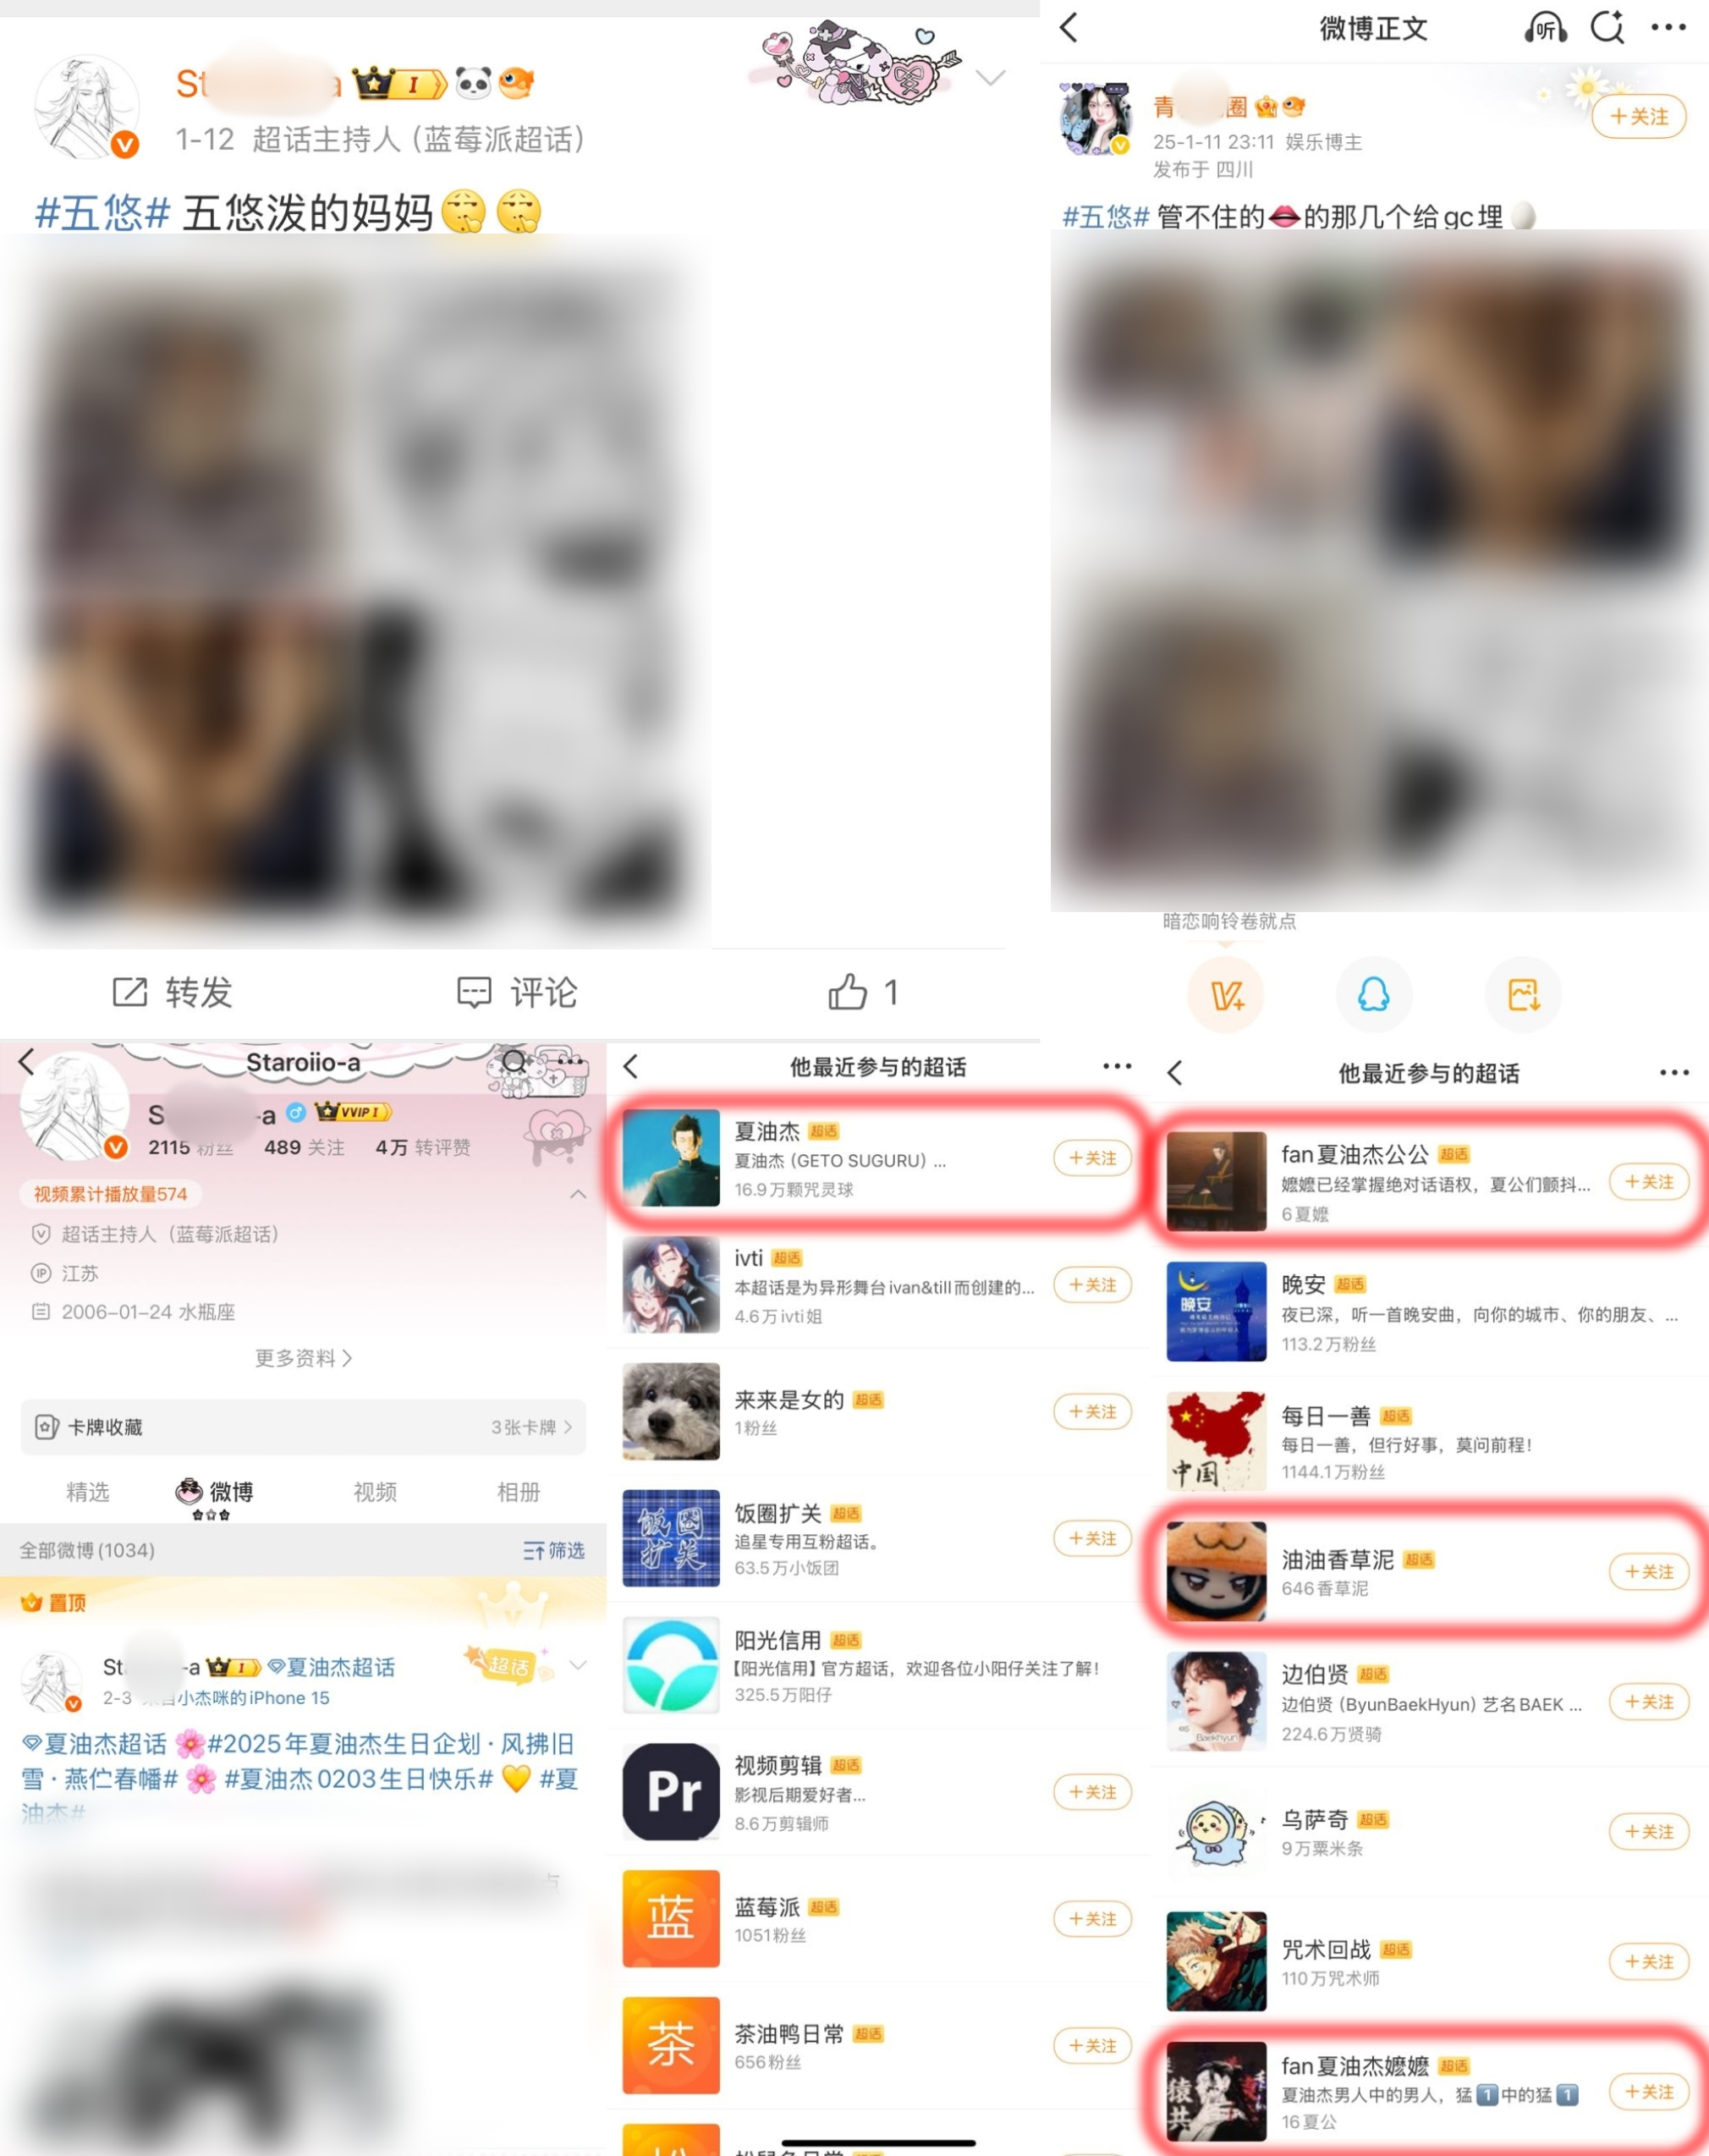 St a I
1-12 超话主持人 (蓝莓派超话)
#五悠# 五悠泼的妈妈
转发 评论 1
微博正文
听
青 圈
25-1-11 23:11 娱乐博主
发布于 四川
+关注
#五悠# 管不住的 的那几个给gc埋
暗恋响铃卷就点
Staroiio-a
S -a VVIP I
2115 粉丝 489 关注 4万 转评赞
视频累计播放量574
超话主持人 (蓝莓派超话)
IP 江苏
2006-01-24 水瓶座
更多资料
卡牌收藏 3张卡牌
精选 微博 视频 相册
全部微博(1034) 筛选
置顶
St -a I 夏油杰超话
超话
2-3 来自小杰咪的iPhone 15
夏油杰超话 #2025年夏油杰生日企划·风拂旧
雪·燕伫春幡# #夏油杰0203生日快乐# #夏
油杰#
他最近参与的超话
夏油杰 超话
夏油杰 (GETO SUGURU) ...
16.9万颗咒灵球
+关注
ivti 超话
本超话是为异形舞台ivan&till而创建的...
4.6万ivti姐
+关注
来来是女的 超话
1粉丝
+关注
饭圈扩关
饭圈扩关 超话
追星专用互粉超话。
63.5万小饭团
+关注
阳光信用 超话
【阳光信用】官方超话,欢迎各位小阳仔关注了解!
325.5万阳仔
Pr
视频剪辑 超话
影视后期爱好者...
8.6万剪辑师
+关注
蓝
蓝莓派 超话
1051粉丝
+关注
茶
茶油鸭日常 超话
656粉丝
+关注
他最近参与的超话
fan夏油杰公公 超话
嬷嬷已经掌握绝对话语权,夏公们颤抖...
6夏嬷
+关注
晚安
晚安 超话
夜已深,听一首晚安曲,向你的城市、你的朋友、...
113.2万粉丝
中国
每日一善 超话
每日一善,但行好事,莫问前程!
1144.1万粉丝
油油香草泥 超话
646香草泥
+关注
Baekhyun
边伯贤 超话
边伯贤 (ByunBaekHyun) 艺名BAEK ...
224.6万贤骑
+关注
乌萨奇 超话
9万粟米条
+关注
咒术回战 超话
110万咒术师
+关注
猿共
fan夏油杰嬷嬷 超话
夏油杰男人中的男人,猛1中的猛1
16夏公
+关注